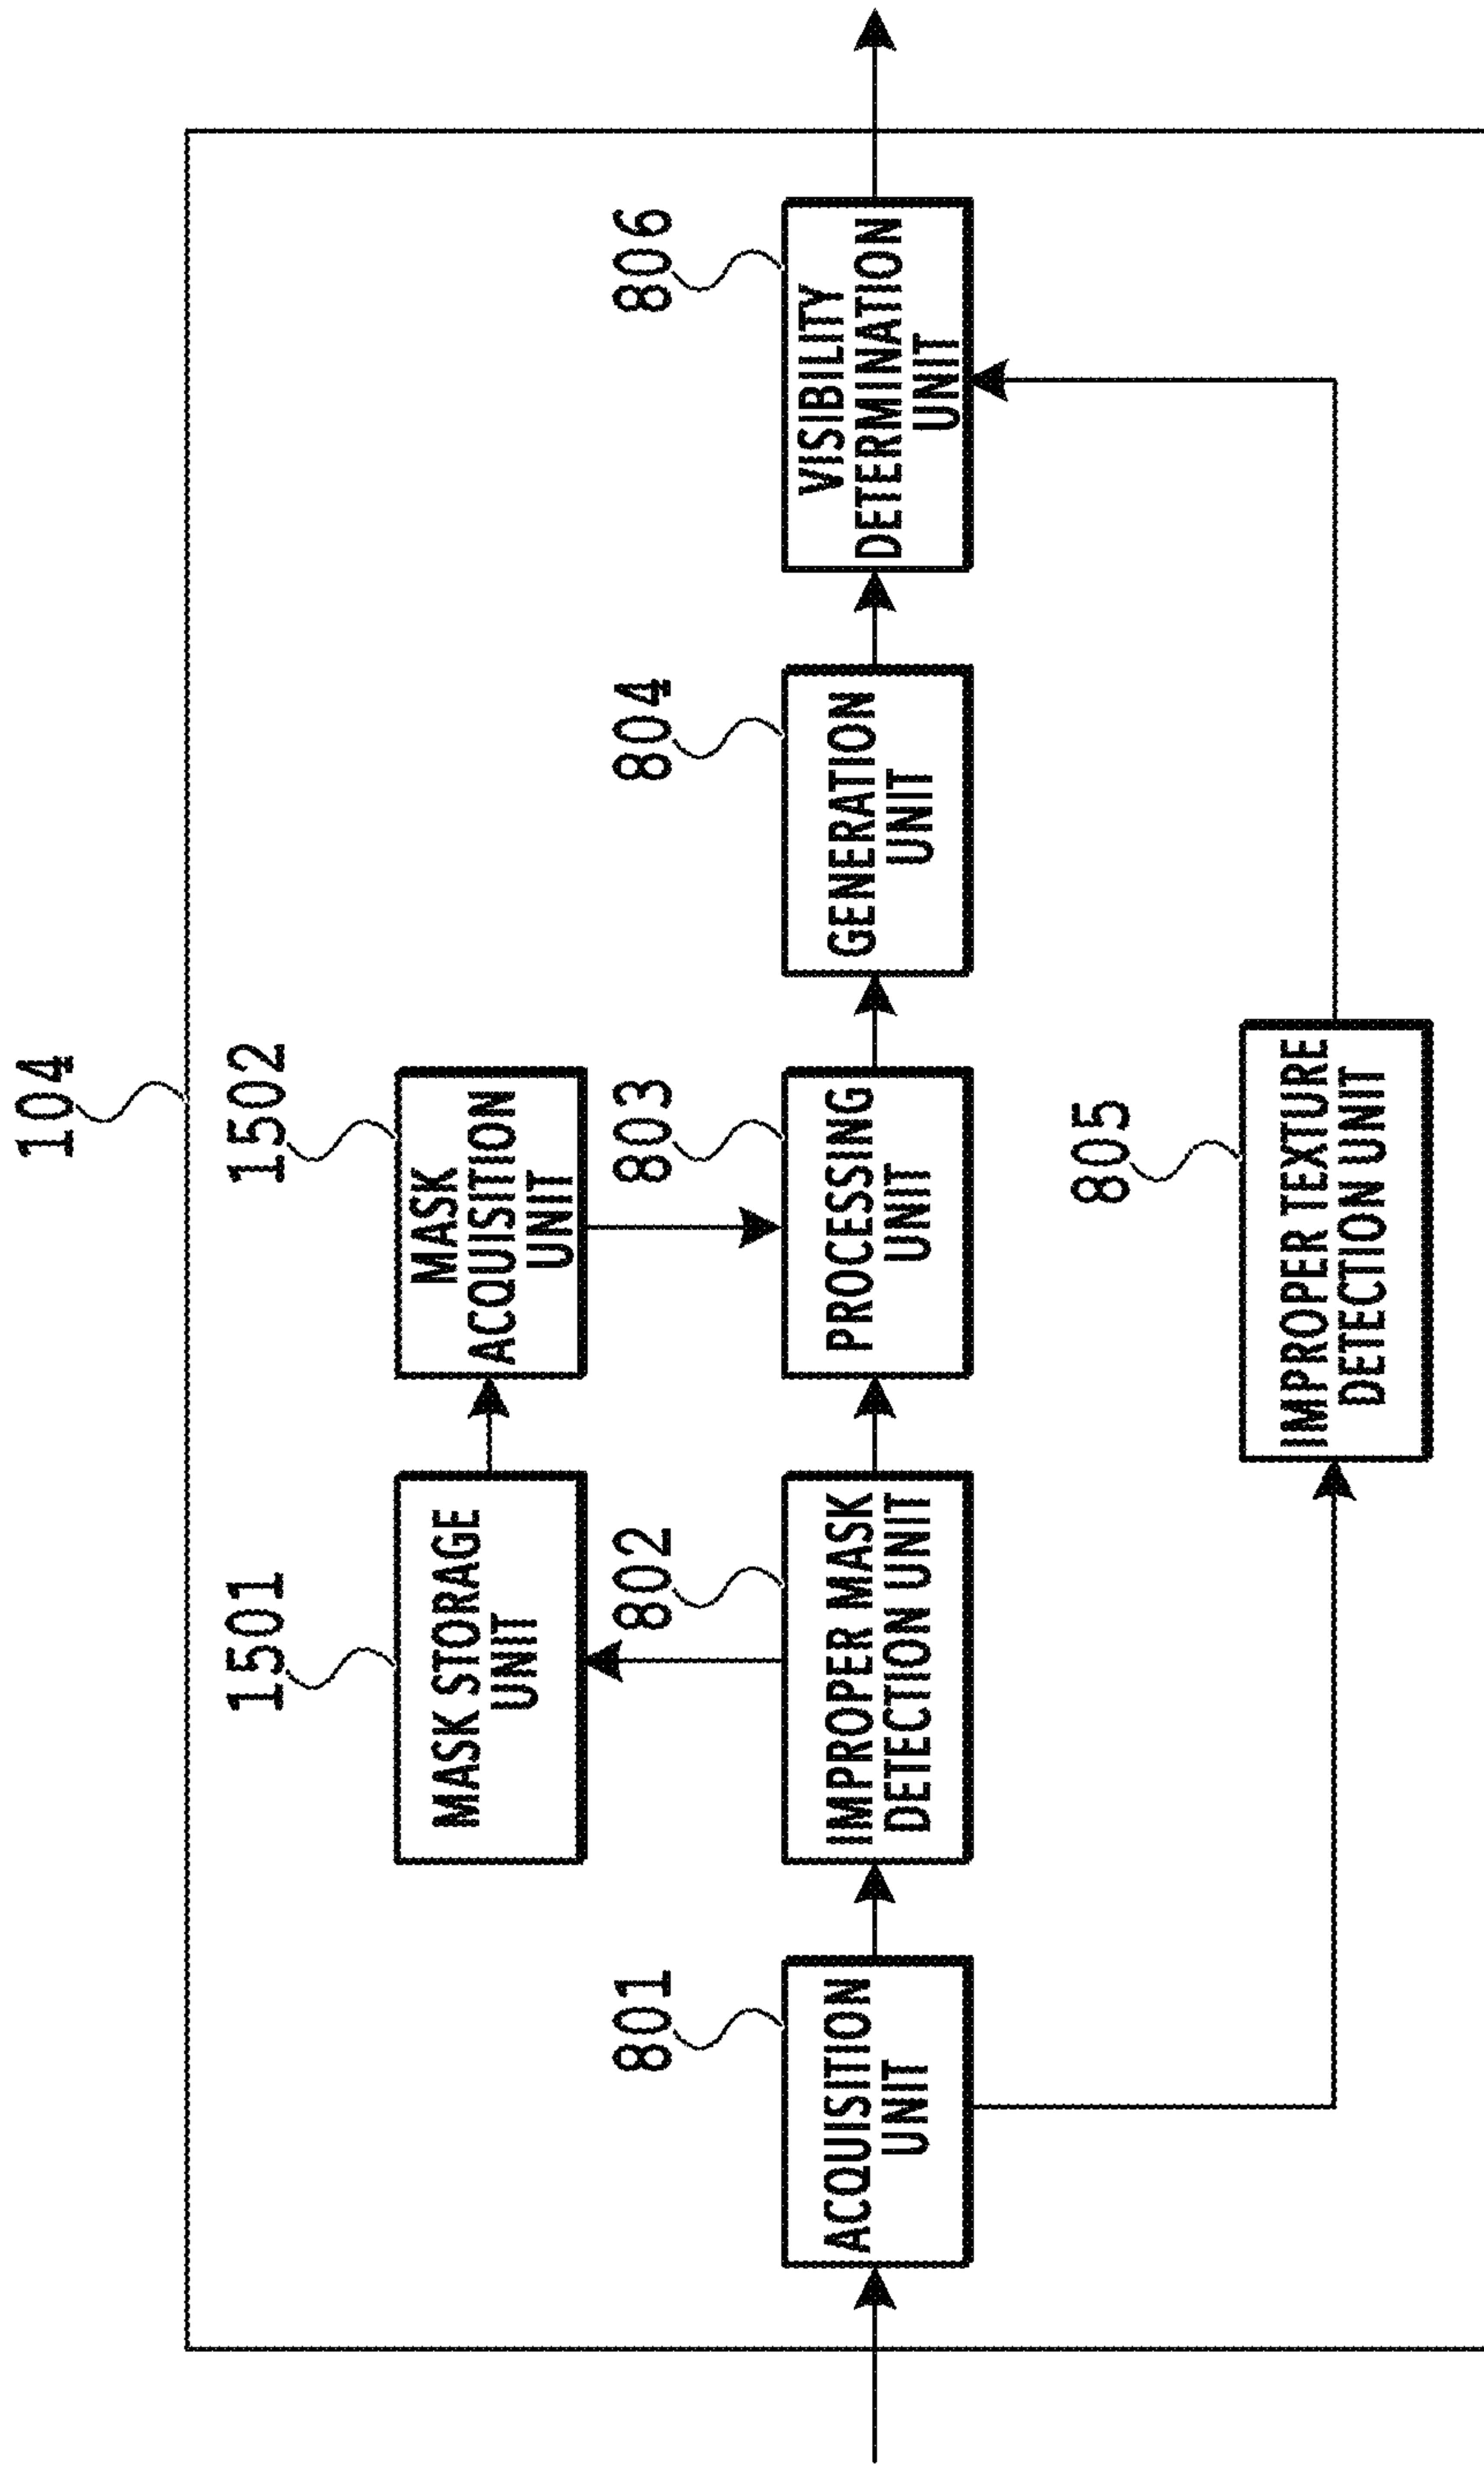 104
1501
MASK STORAGE
UNIT
1502
MASK
ACQUISITION
UNIT
801
ACQUISITION
UNIT
802
IMPROPER MASK
DETECTION UNIT
803
PROCESSING
UNIT
804
GENERATION
UNIT
806
VISIBILITY
DETERMINATION
UNIT
805
IMPROPER TEXTURE
DETECTION UNIT